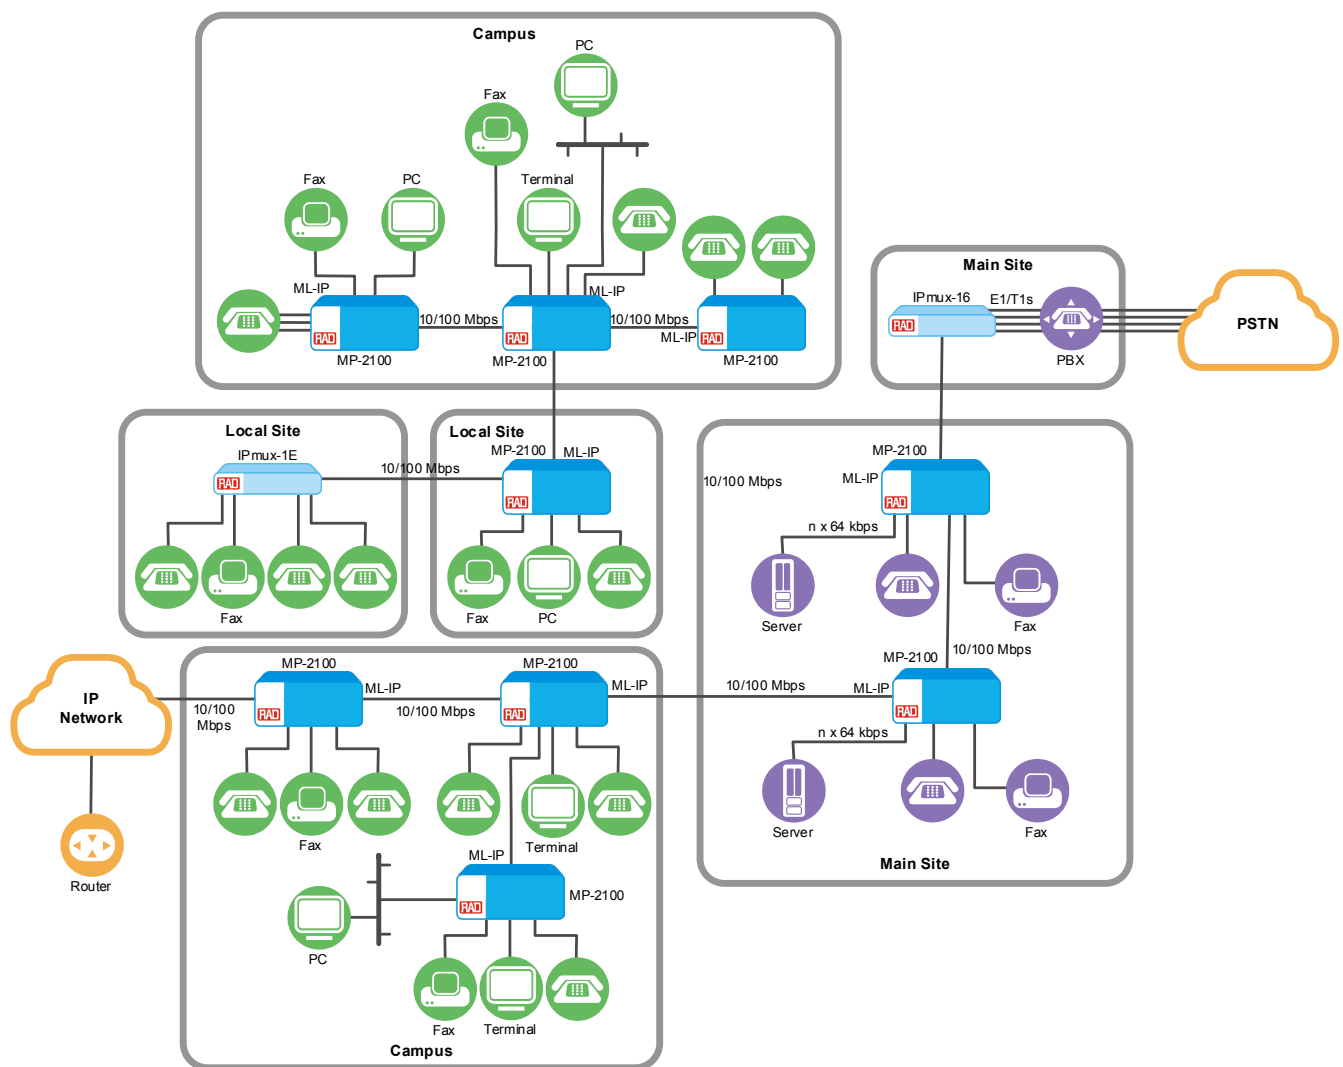 Campus
PC
Fax
Fax
PC
Terminal
ML-IP
ML-IP
10/100 Mbps
10/100 Mbps
ML-IP
RAD
RAD
RAD
MP-2100
MP-2100
MP-2100
Main Site
IPmux-16
E1/T1s
RAD
PBX
PSTN
Local Site
IPmux-1E
RAD
10/100 Mbps
Fax
Local Site
MP-2100
ML-IP
RAD
Fax
PC
MP-2100
ML-IP
10/100 Mbps
RAD
n x 64 kbps
Server
Fax
10/100 Mbps
MP-2100
ML-IP
RAD
10/100 Mbps
n x 64 kbps
Server
Fax
Main Site
IP
Network
Router
10/100
Mbps
MP-2100
ML-IP
RAD
10/100 Mbps
MP-2100
ML-IP
RAD
Fax
Terminal
ML-IP
RAD
MP-2100
PC
Fax
Terminal
Campus